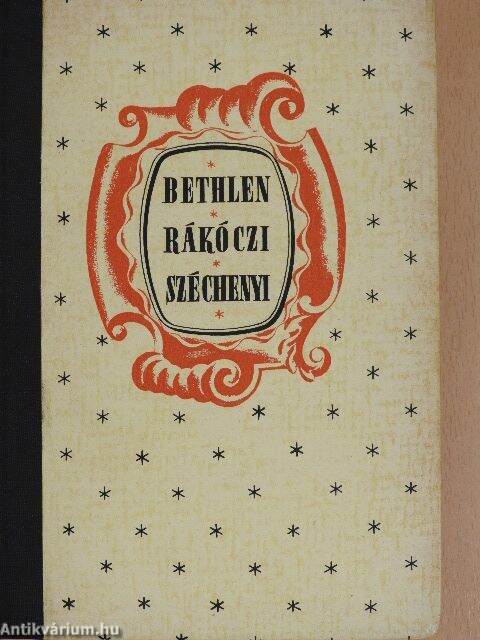 BETHLEN
RÁKÓCZI
SZÉCHENYI
Antikvárium.hu